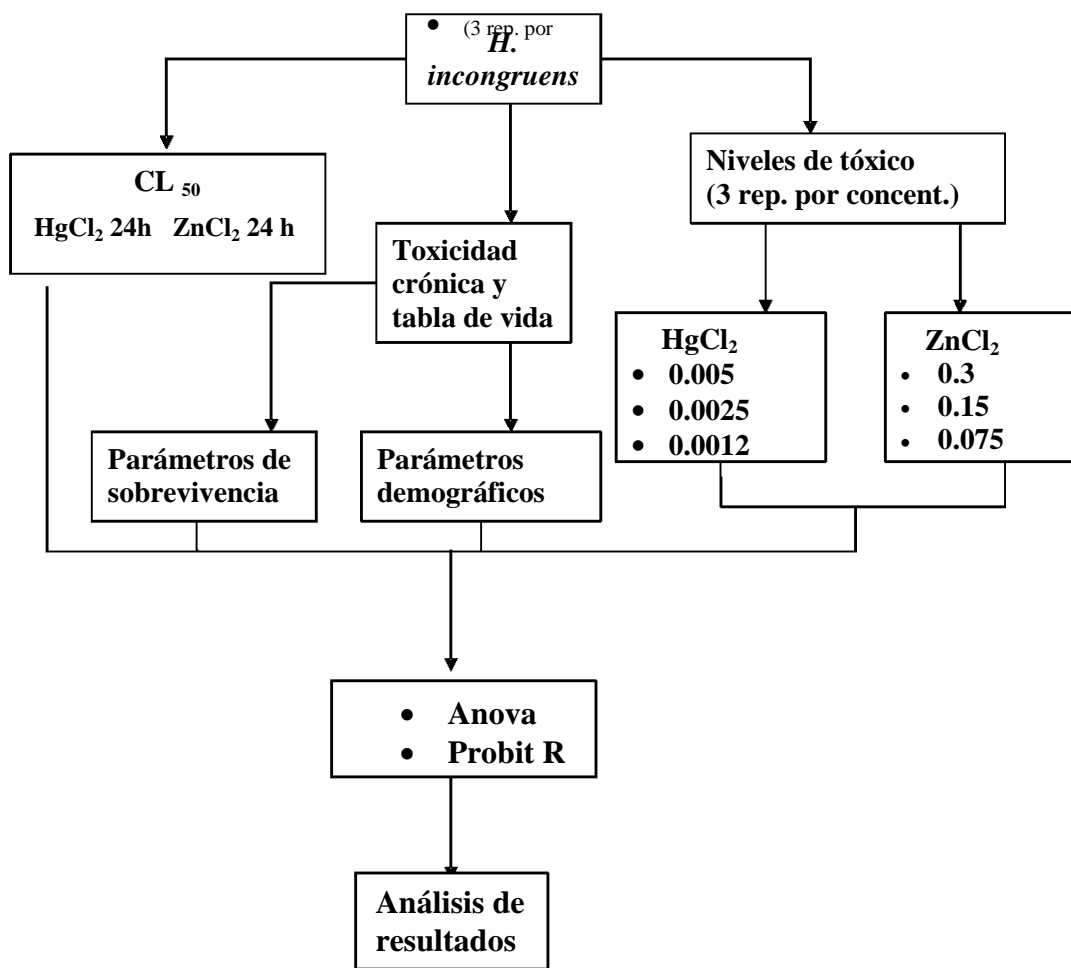 • (3 rep. por
H.
incongruens
CL 50
HgCl2 24h ZnCl2 24 h
Niveles de tóxico
(3 rep. por concent.)
Toxicidad
crónica y
tabla de vida
HgCl2
• 0.005
• 0.0025
• 0.0012
ZnCl2
• 0.3
• 0.15
• 0.075
Parámetros de
sobrevivencia
Parámetros
demográficos
• Anova
• Probit R
Análisis de
resultados